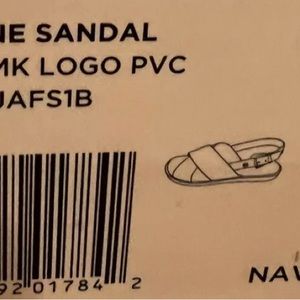 NE SANDAL
MK LOGO PVC
JAFS1B
92 01784 2
NAV